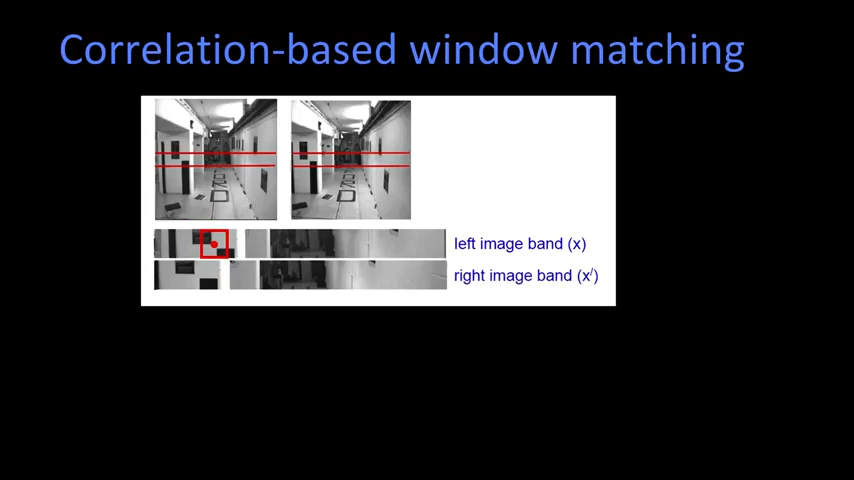 Correlation-based window matching
left image band (x)
right image band (x/)